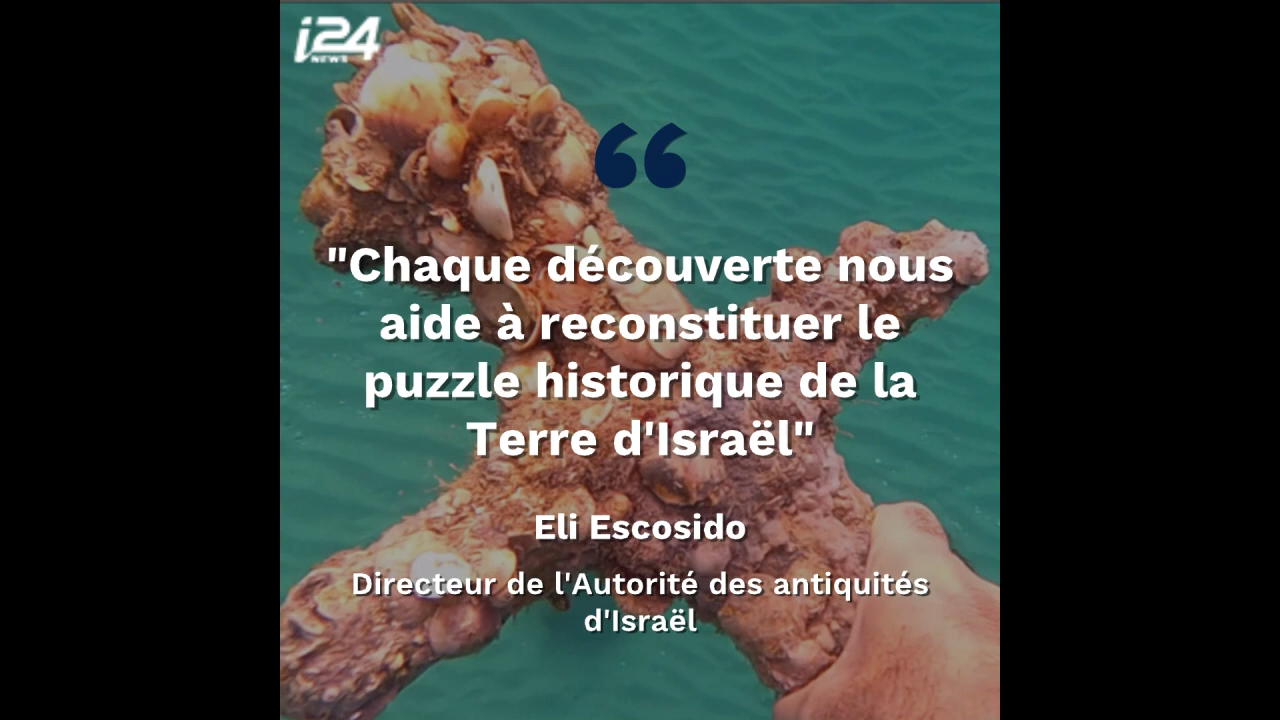 i24
NEWS
“
"Chaque découverte nous
aide à reconstituer le
puzzle historique de la
Terre d'Israël"
Eli Escosido
Directeur de l'Autorité des antiquités
d'Israël